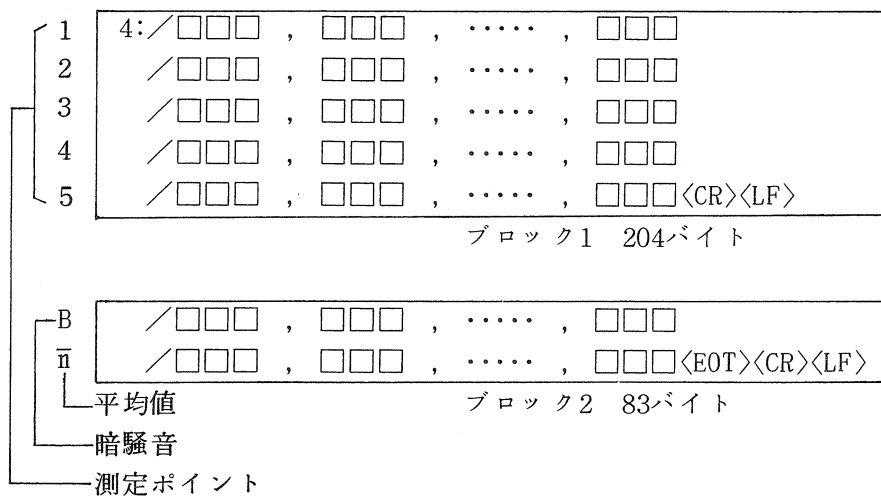 1 4:/□□□ , □□□ , ····· , □□□
2 /□□□ , □□□ , ····· , □□□
3 /□□□ , □□□ , ····· , □□□
4 /□□□ , □□□ , ····· , □□□
5 /□□□ , □□□ , ····· , □□□〈CR〉〈LF〉
ブロック1 204バイト
B /□□□ , □□□ , ····· , □□□
n̅ /□□□ , □□□ , ····· , □□□〈EOT〉〈CR〉〈LF〉
平均値
ブロック2 83バイト
暗騒音
測定ポイント